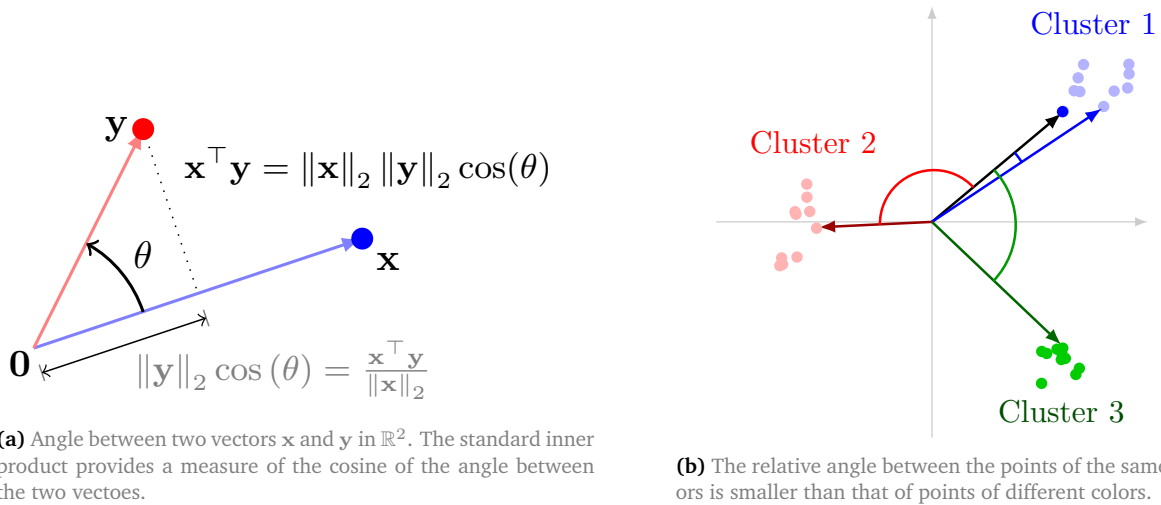 y
x⊤y = ‖x‖₂ ‖y‖₂ cos(θ)
θ
x
0
‖y‖₂ cos (θ) = x⊤y / ‖x‖₂
(a) Angle between two vectors x and y in ℝ². The standard inner
product provides a measure of the cosine of the angle between
the two vectoes.
Cluster 1
Cluster 2
Cluster 3
(b) The relative angle between the points of the same
ors is smaller than that of points of different colors.